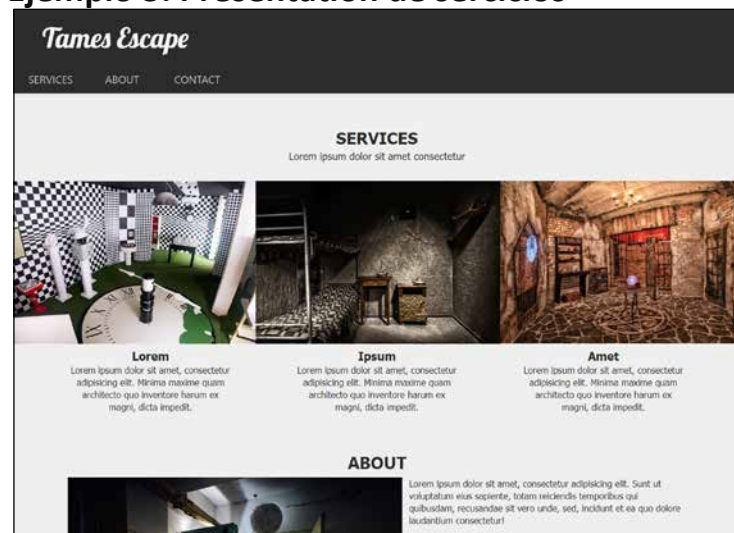 Ejemplo 3: Presentation de servicios
Tames Escape
SERVICES ABOUT CONTACT
SERVICES
Lorem ipsum dolor sit amet consectetur
Lorem
Lorem ipsum dolor sit amet, consectetur
adipisicing elit. Minima maxime quam
architecto quo inventore harum ex
magni, dicta impedit.
Ipsum
Lorem ipsum dolor sit amet, consectetur
adipisicing elit. Minima maxime quam
architecto quo inventore harum ex
magni, dicta impedit.
Amet
Lorem ipsum dolor sit amet, consectetur
adipisicing elit. Minima maxime quam
architecto quo inventore harum ex
magni, dicta impedit.
ABOUT
Lorem ipsum dolor sit amet, consectetur adipisicing elit. Sunt ut
voluptatum eius sapiente, totam reiciendis temporibus qui
quibusdam, recusandae sit vero unde, sed, incidunt et ea quo dolore
laudantium consectetur!